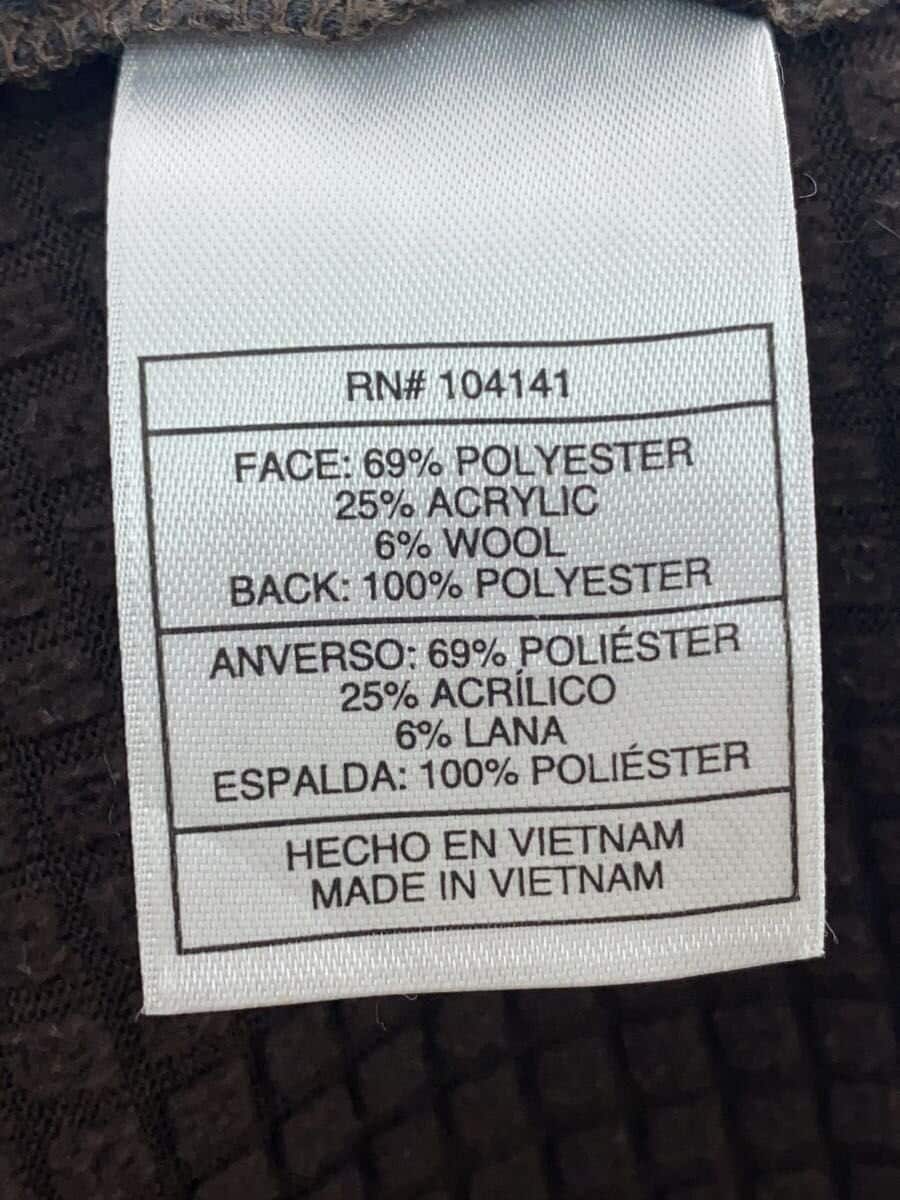 RN# 104141
FACE: 69% POLYESTER
25% ACRYLIC
6% WOOL
BACK: 100% POLYESTER
ANVERSO: 69% POLIÉSTER
25% ACRÍLICO
6% LANA
ESPALDA: 100% POLIÉSTER
HECHO EN VIETNAM
MADE IN VIETNAM